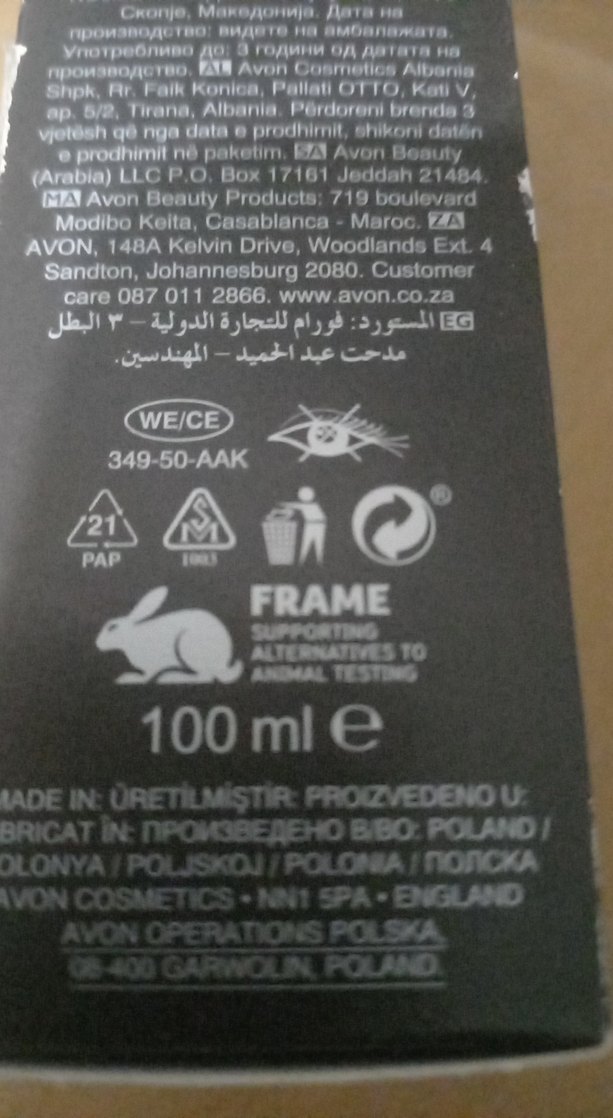 Скопје, Македонија. Дата на
производство: видете на амбалажата.
Употребливо до: 3 години од датата на
производство. AL Avon Cosmetics Albania
Shpk, Rr. Faik Konica, Pallati OTTO, Kati V,
ap. 5/2, Tirana, Albania. Përdoreni brenda 3
vjetësh që nga data e prodhimit, shikoni datën
e prodhimit në paketim. SA Avon Beauty
(Arabia) LLC P.O. Box 17161 Jeddah 21484.
MA Avon Beauty Products: 719 boulevard
Modibo Keita, Casablanca - Maroc. ZA
AVON, 148A Kelvin Drive, Woodlands Ext. 4
Sandton, Johannesburg 2080. Customer
care 087 011 2866. www.avon.co.za
EG المستورد: فورام للتجارة الدولية – ٣ البطل
مدحت عبد الحميد – المهندسين.
WE/CE
349-50-AAK
21
PAP
SM
1003
®
FRAME
SUPPORTING
ALTERNATIVES TO
ANIMAL TESTING
100 ml e
MADE IN: ÜRETİLMİŞTİR: PROIZVEDENO U:
FABRICAT ÎN: ПРОИЗВЕДЕНО В/ВО: POLAND /
POLONYA / POLJSKOJ / POLONIA / ПОЛСКА
AVON COSMETICS • NN1 5PA • ENGLAND
AVON OPERATIONS POLSKA,
08-400 GARWOLIN, POLAND.